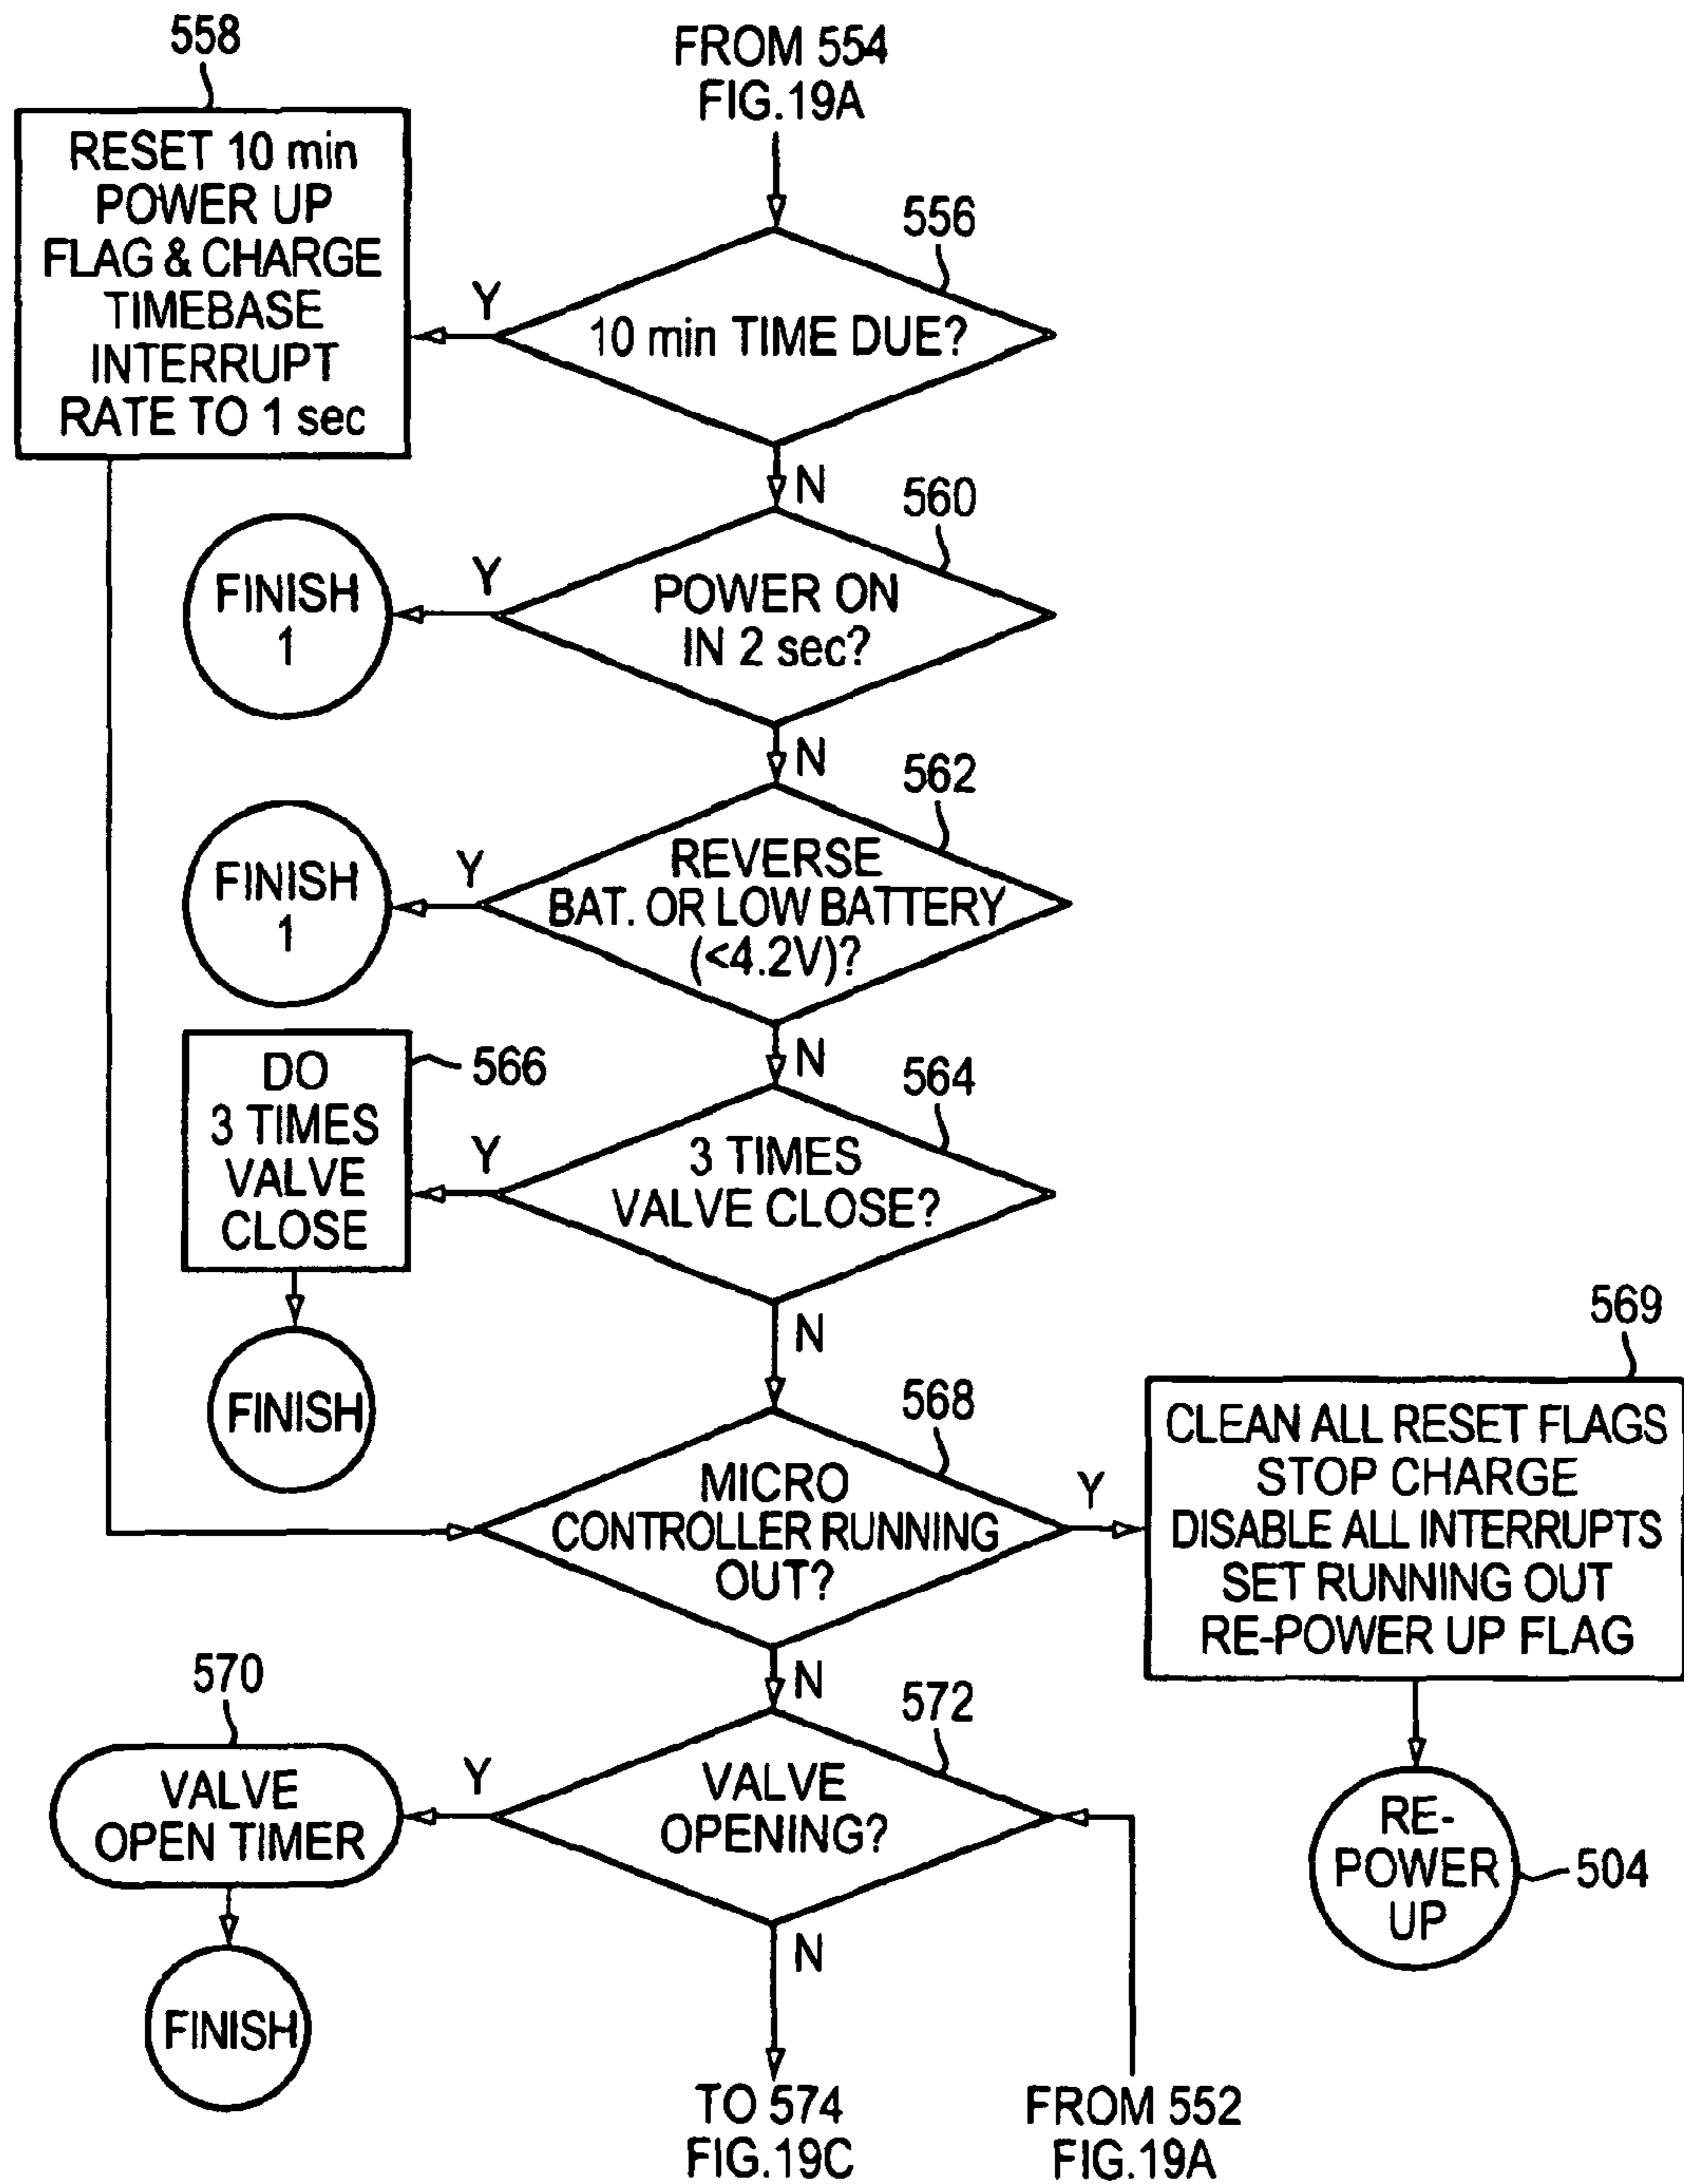 558
FROM 554
FIG.19A
RESET 10 min
POWER UP
FLAG & CHARGE
TIMEBASE
INTERRUPT
RATE TO 1 sec
556
Y
10 min TIME DUE?
N
560
FINISH
1
Y
POWER ON
IN 2 sec?
N
562
FINISH
1
Y
REVERSE
BAT. OR LOW BATTERY
(<4.2V)?
N
566
DO
3 TIMES
VALVE
CLOSE
564
Y
3 TIMES
VALVE CLOSE?
N
FINISH
569
568
MICRO
CONTROLLER RUNNING
OUT?
Y
CLEAN ALL RESET FLAGS
STOP CHARGE
DISABLE ALL INTERRUPTS
SET RUNNING OUT
RE-POWER UP FLAG
N
570
572
VALVE
OPEN TIMER
Y
VALVE
OPENING?
RE-
POWER
UP
504
N
FINISH
TO 574
FIG.19C
FROM 552
FIG.19A